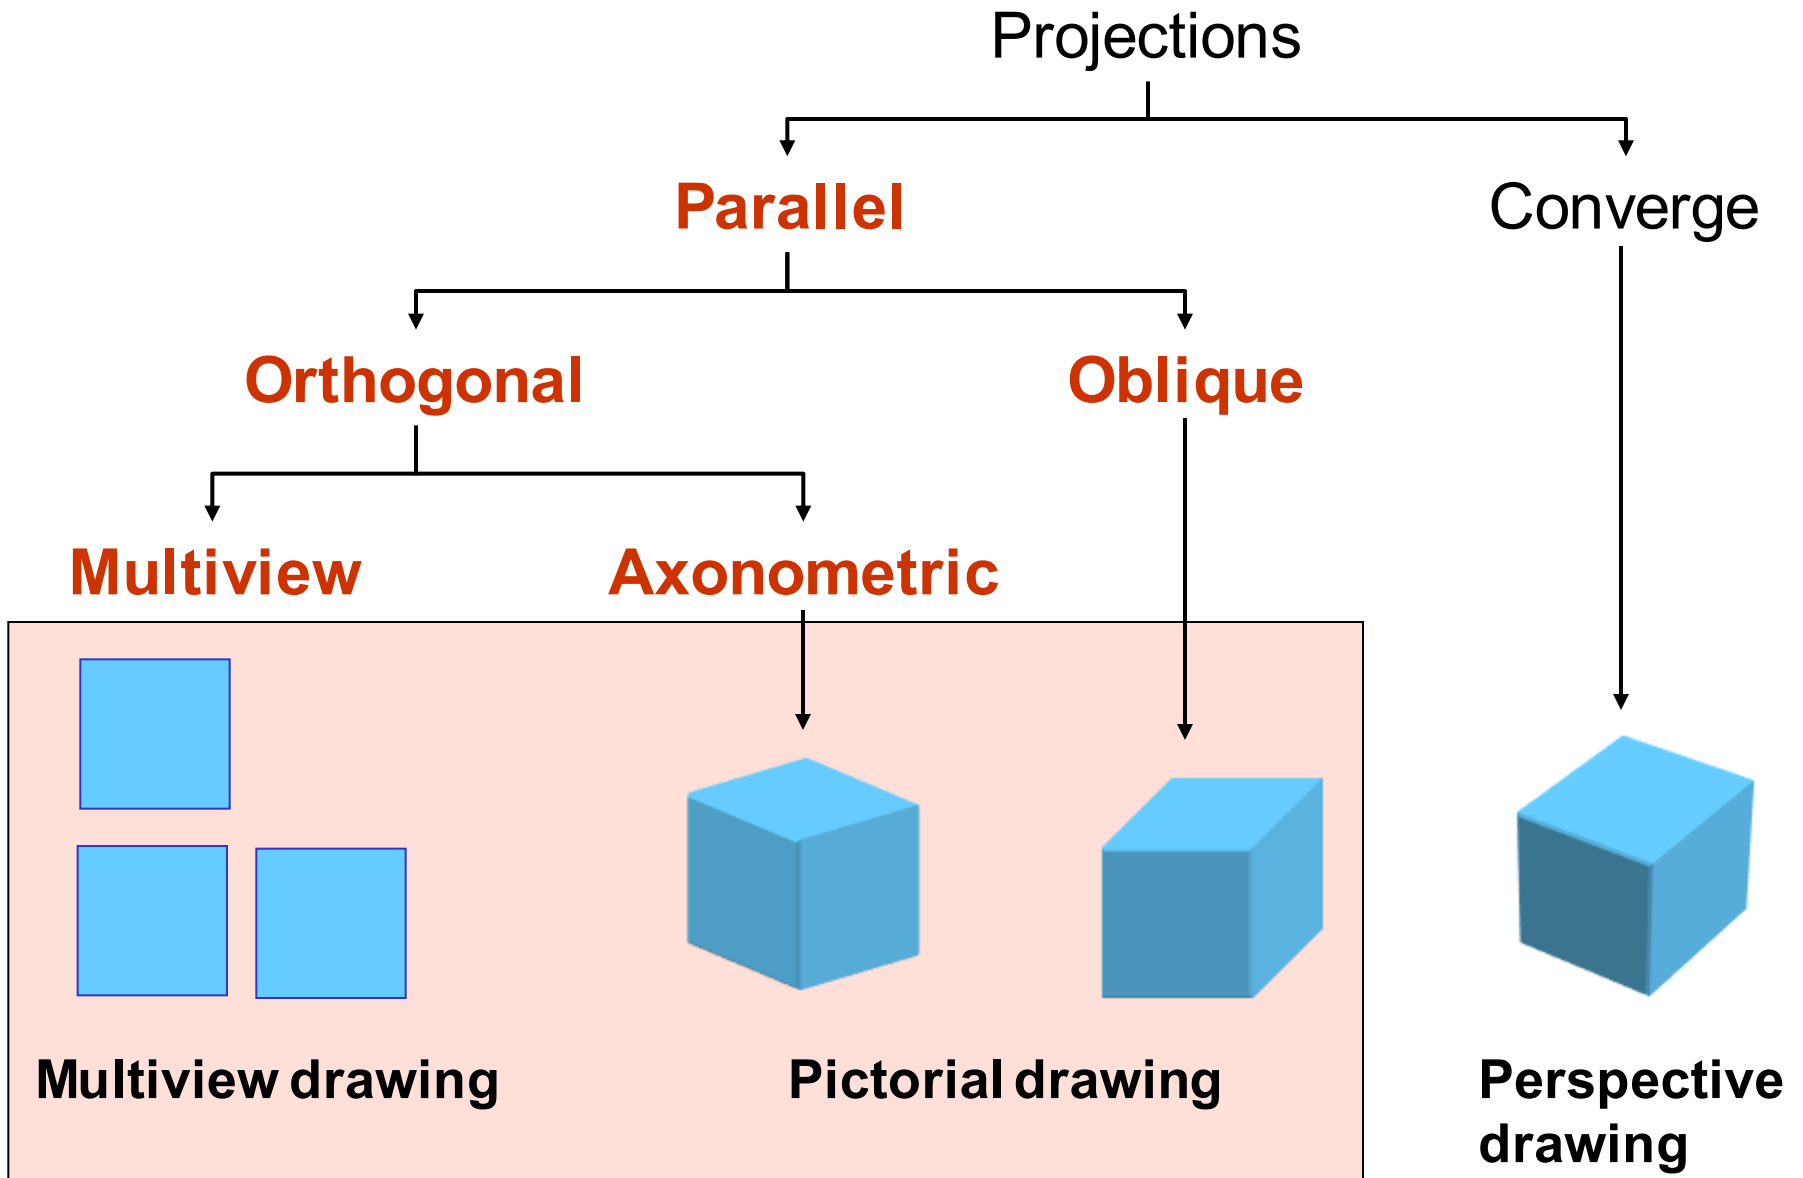 Projections
Parallel
Converge
Orthogonal
Oblique
Multiview
Axonometric
Multiview drawing
Pictorial drawing
Perspective
drawing